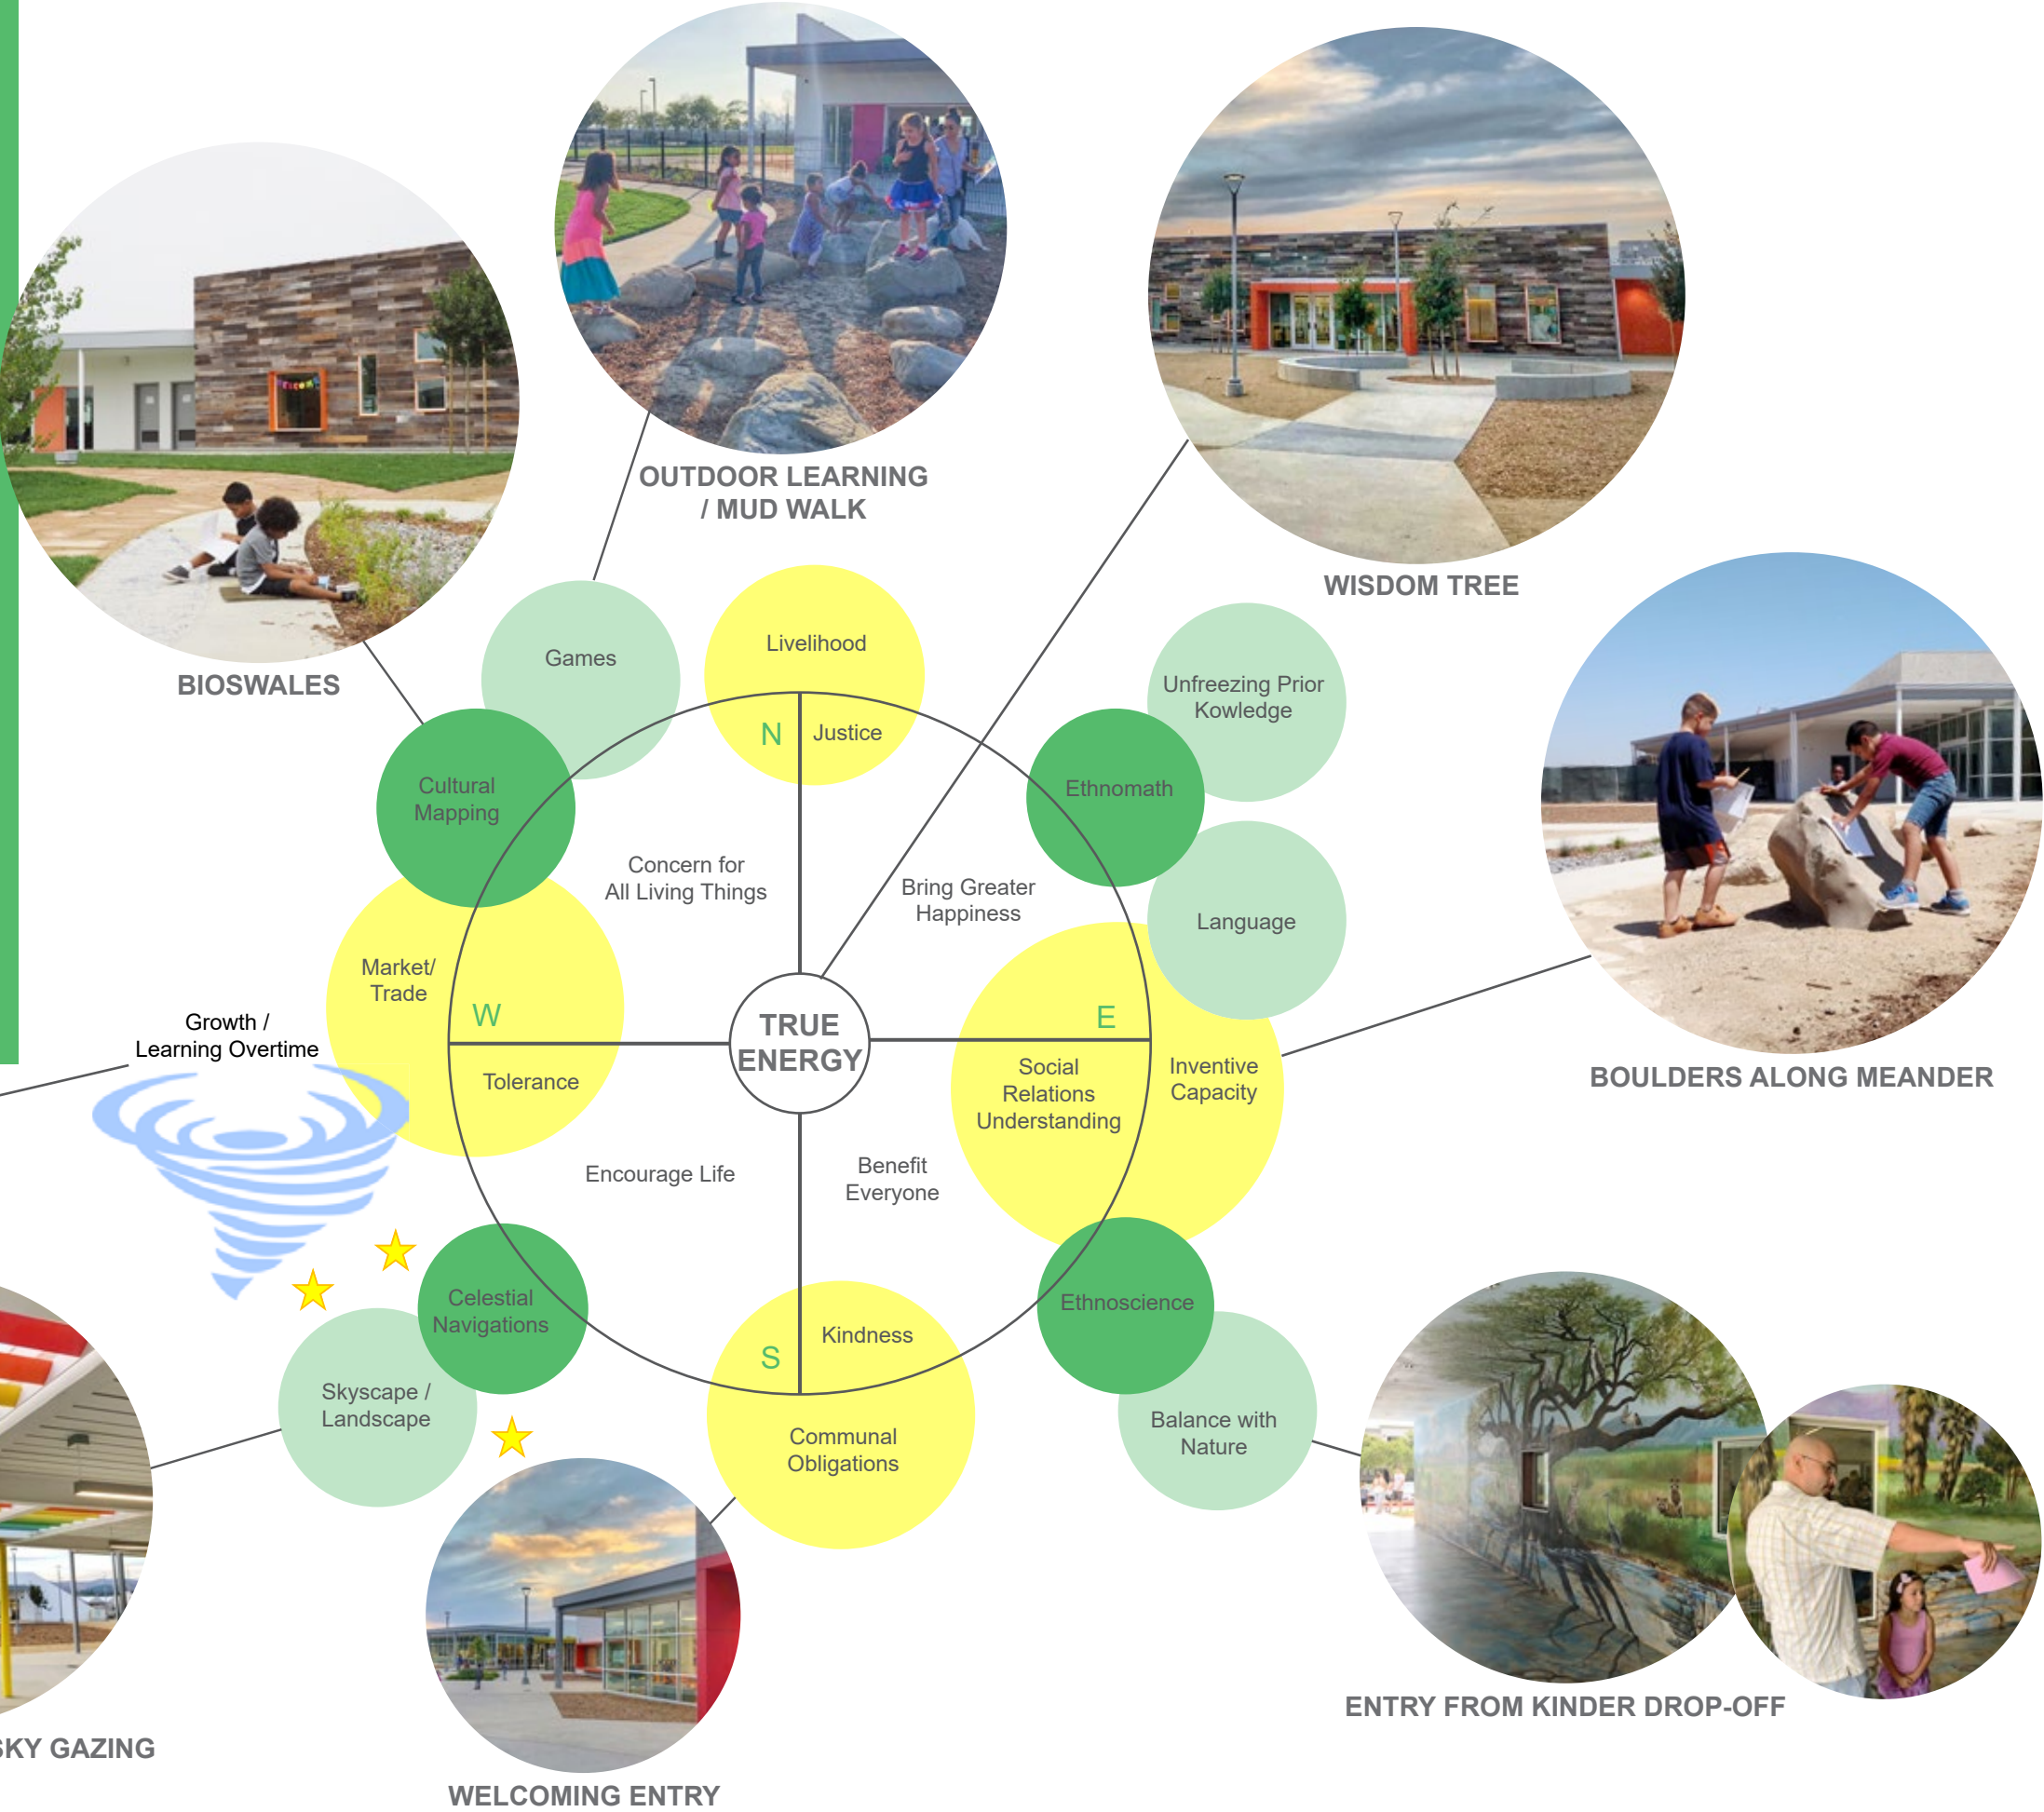 OUTDOOR LEARNING
/ MUD WALK
WISDOM TREE
BIOSWALES
Games
Livelihood
Unfreezing Prior
Kowledge
N
Justice
Cultural
Mapping
Ethnomath
Concern for
All Living Things
Bring Greater
Happiness
Language
Market/
Trade
W
E
Growth /
Learning Overtime
TRUE
ENERGY
Tolerance
Social
Relations
Understanding
Inventive
Capacity
BOULDERS ALONG MEANDER
Encourage Life
Benefit
Everyone
Celestial
Navigations
Ethnoscience
S
Kindness
Skyscape /
Landscape
Communal
Obligations
Balance with
Nature
ENTRY FROM KINDER DROP-OFF
SKY GAZING
WELCOMING ENTRY